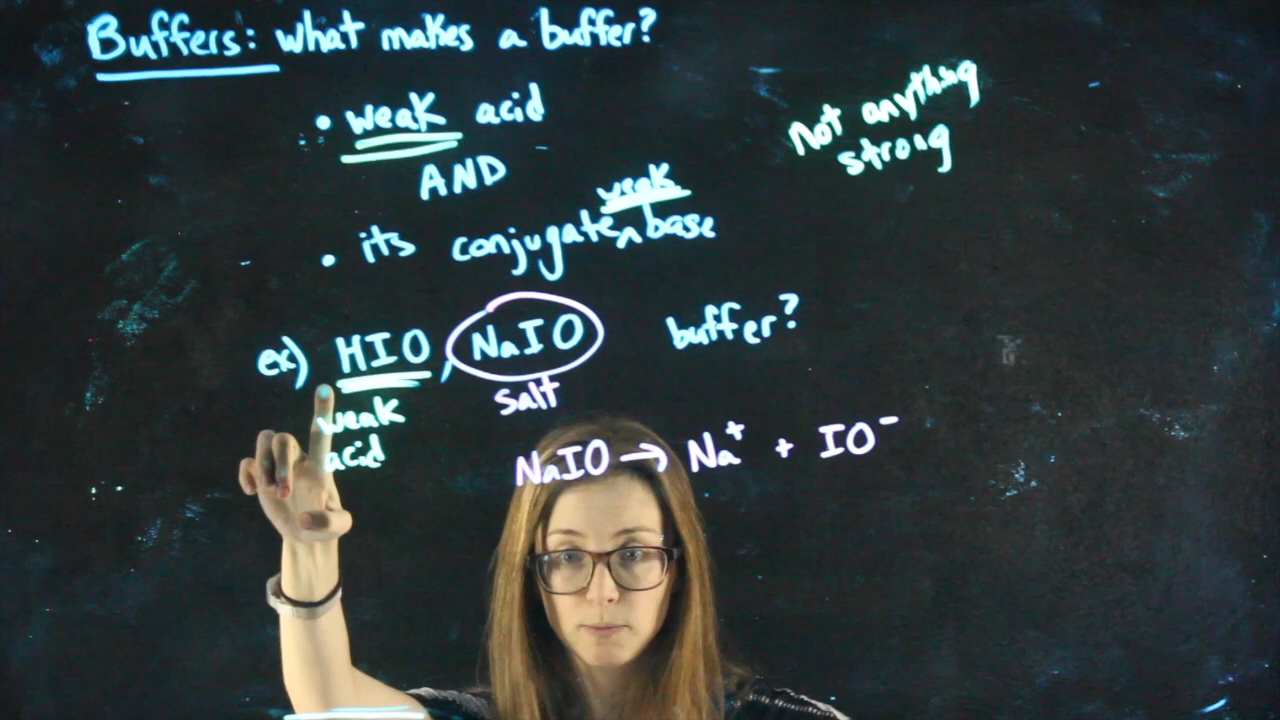 Buffers: what makes a buffer?
• weak acid
not anything
strong
AND
weak
• its conjugate ^ base
ex) HIO, NaIO buffer?
weak
acid
salt
NaIO → Na⁺ + IO⁻